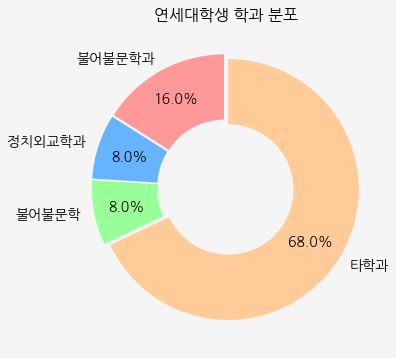 연세대학생 학과 분포
불어불문학과
16.0%
정치외교학과
8.0%
불어불문학
8.0%
68.0%
타학과